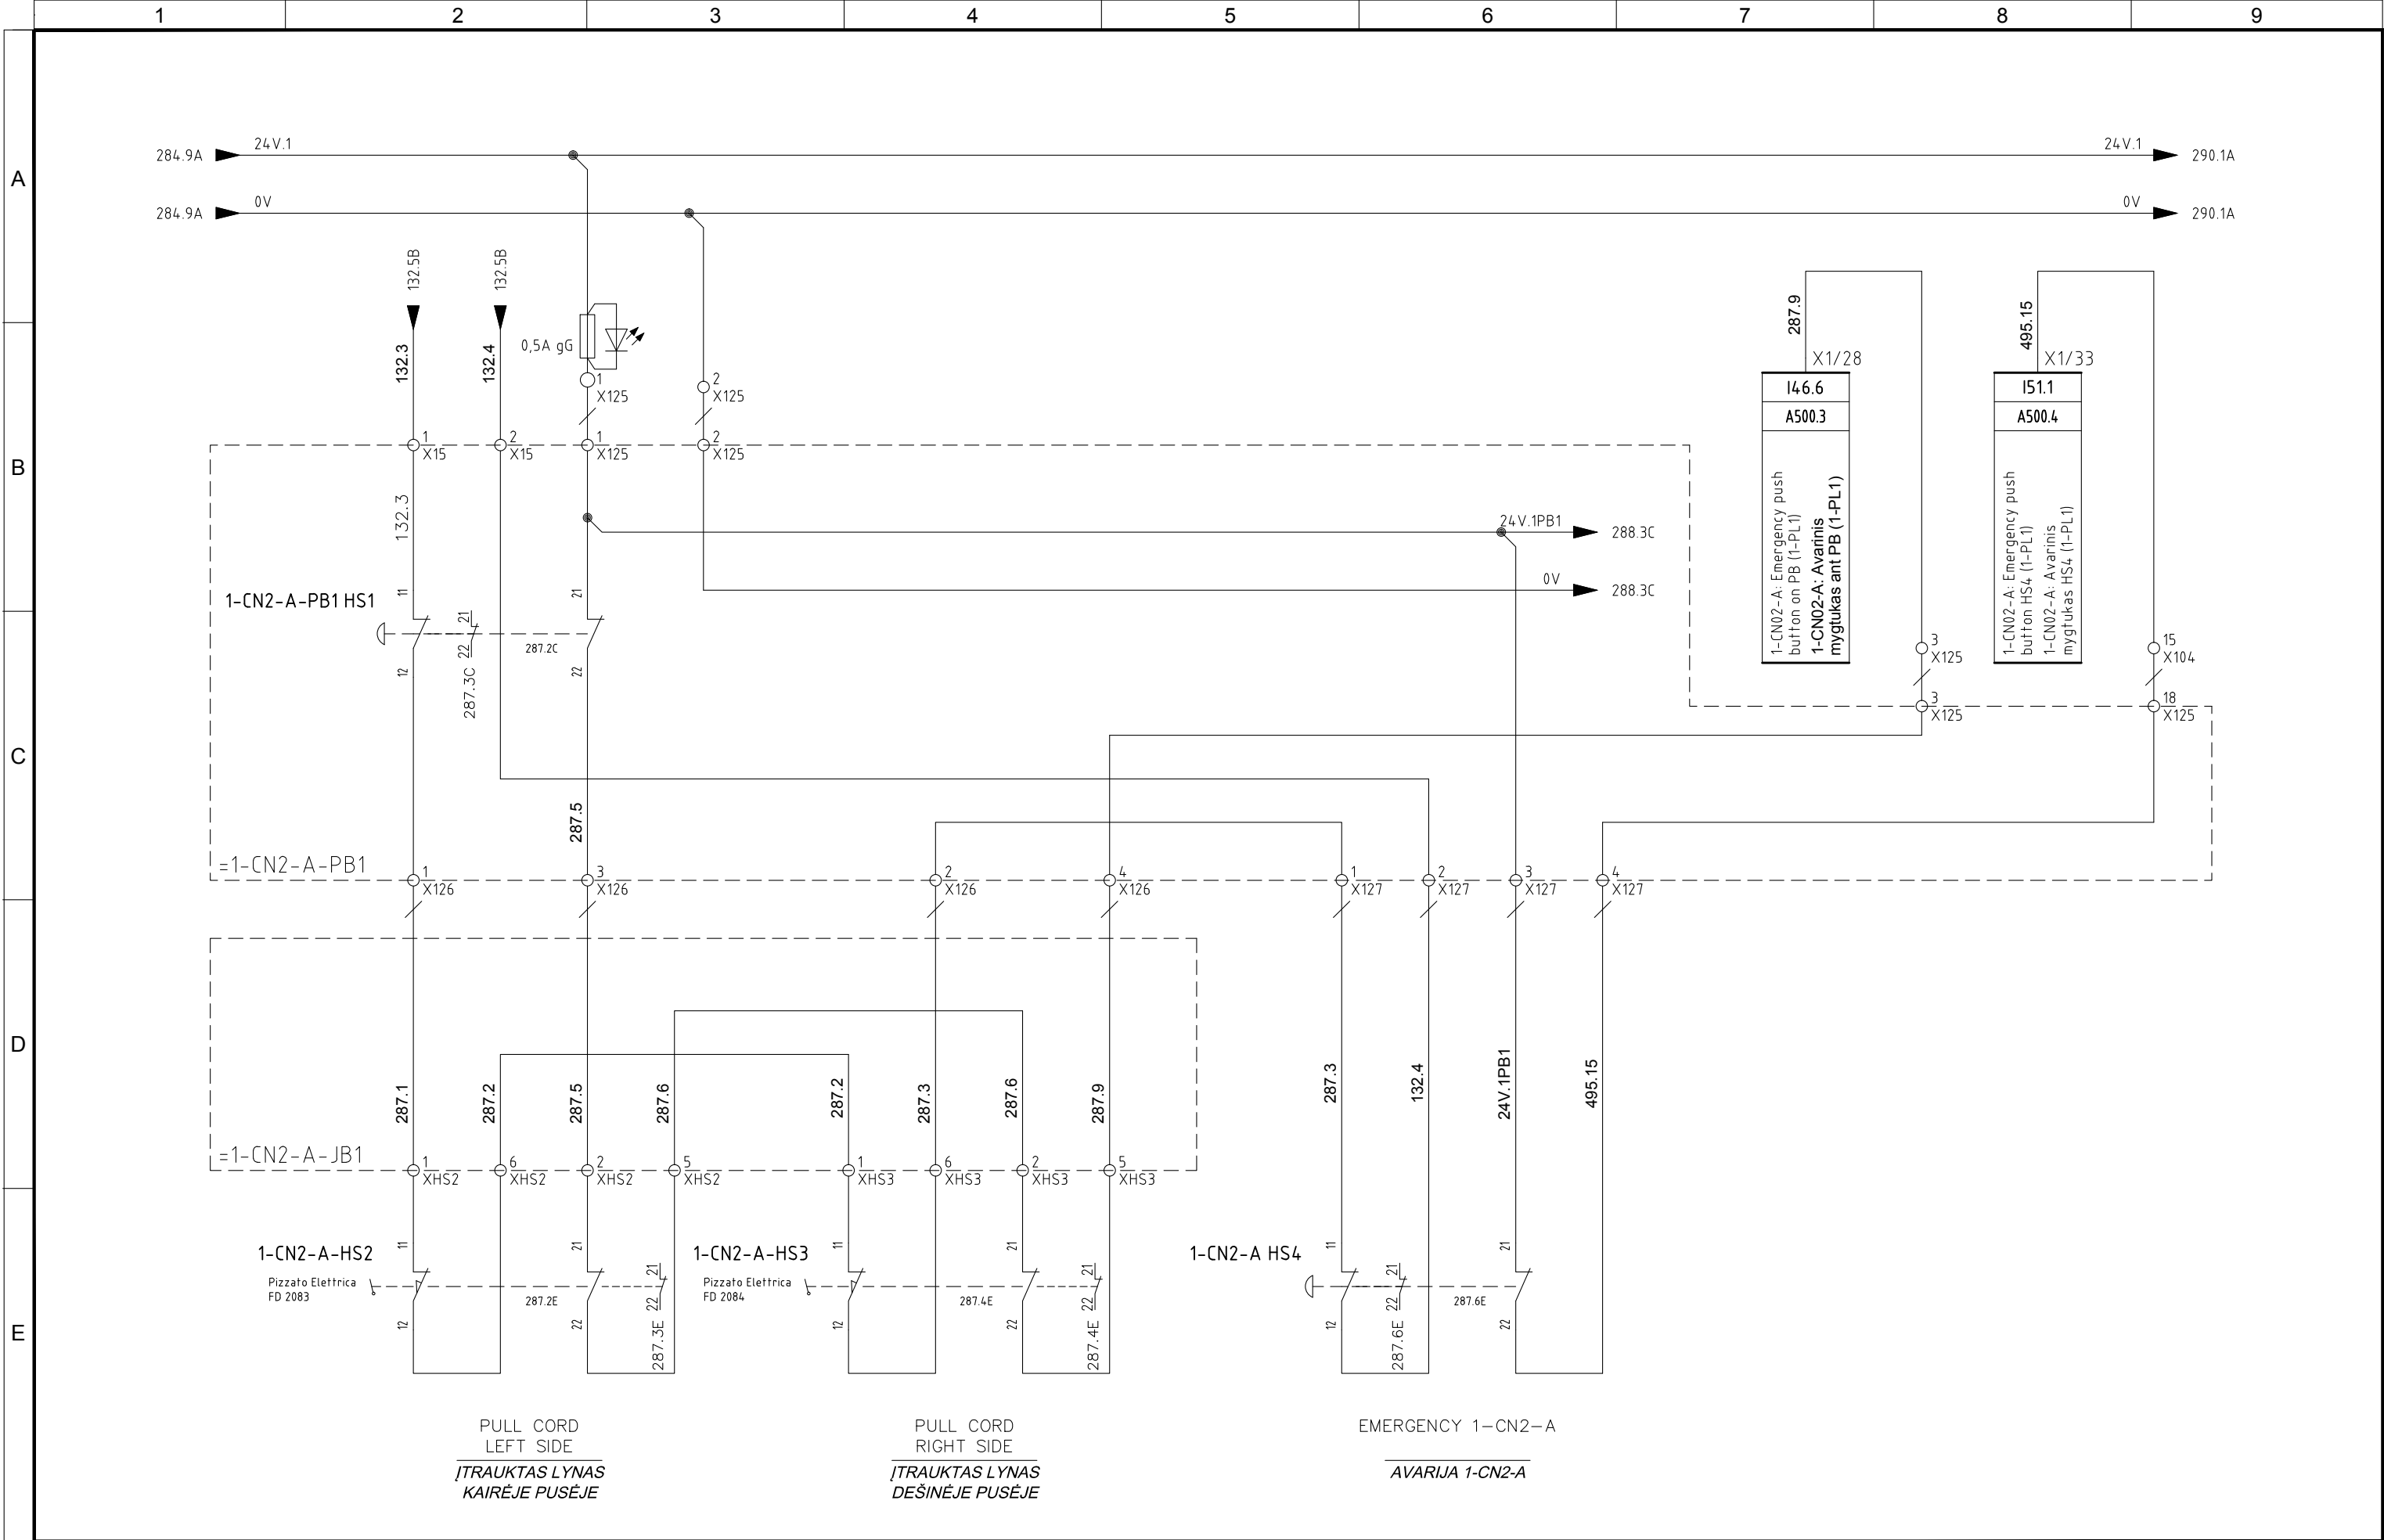 1 2 3 4 5 6 7 8 9
A
B
C
D
E
284.9A 24V.1 24V.1 290.1A
284.9A 0V 0V 290.1A
132.5B 132.5B
132.3 132.4
0,5A gG
1 X125
2 X125
1 X15
2 X15
1 X125
2 X125
132.3
24V.1PB1 288.3C
0V 288.3C
1-CN2-A-PB1 HS1
11 12
21 22
287.3C
287.2C
21 22
287.9
X1/28
I46.6
A500.3
1-CN02-A: Emergency push
button on PB (1-PL1)
1-CN02-A: Avarinis
mygtukas ant PB (1-PL1)
495.15
X1/33
I51.1
A500.4
1-CN02-A: Emergency push
button HS4 (1-PL1)
1-CN02-A: Avarinis
mygtukas HS4 (1-PL1)
3 X125
15 X104
3 X125
18 X125
287.5
=1-CN2-A-PB1
1 X126
3 X126
2 X126
4 X126
1 X127
2 X127
3 X127
4 X127
287.1 287.2 287.5 287.6 287.2 287.3 287.6 287.9 287.3 132.4 24V.1PB1 495.15
=1-CN2-A-JB1
1 XHS2
6 XHS2
2 XHS2
5 XHS2
1 XHS3
6 XHS3
2 XHS3
5 XHS3
1-CN2-A-HS2
Pizzato Elettrica
FD 2083
11 12
287.2E
21 22
21 22
287.3E
1-CN2-A-HS3
Pizzato Elettrica
FD 2084
11 12
287.4E
21 22
21 22
287.4E
1-CN2-A HS4
11 12
21 22
287.6E
287.6E
21 22
PULL CORD
LEFT SIDE
ĮTRAUKTAS LYNAS
KAIRĖJE PUSĖJE
PULL CORD
RIGHT SIDE
ĮTRAUKTAS LYNAS
DEŠINĖJE PUSĖJE
EMERGENCY 1-CN2-A
AVARIJA 1-CN2-A